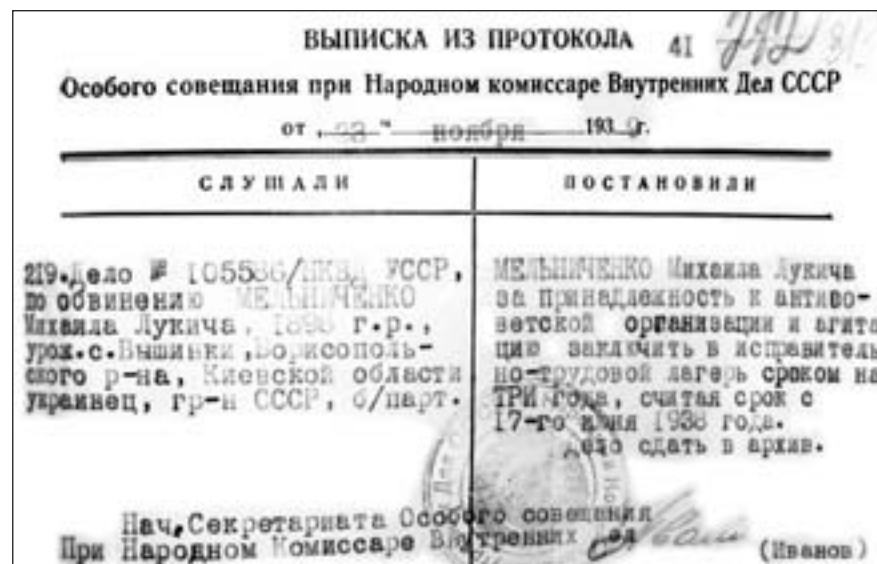 ВЫПИСКА ИЗ ПРОТОКОЛА 41
Особого совещания при Народном комиссаре Внутренних Дел СССР
от „23“ ноября 1939г.
СЛУШАЛИ
219.Дело № 105586/НКВД УССР,
по обвинению МЕЛЬНИЧЕНКО
Михаила Лукича, 1898 г.р.,
урож.с.Вышинки,Борисополь-
ского р-на, Киевской области
украинец, гр-н СССР, б/парт.
ПОСТАНОВИЛИ
МЕЛЬНИЧЕНКО Михаила Лукича
за принадлежность к антисо-
ветской организации и агита
цию заключить в исправитель
но-трудовой лагерь сроком на
ТРИ года, считая срок с
17-го июня 1938 года.
Дело сдать в архив.
Нач.Секретариата Особого совещания
При Народном Комиссаре Внутренних Дел (Иванов)